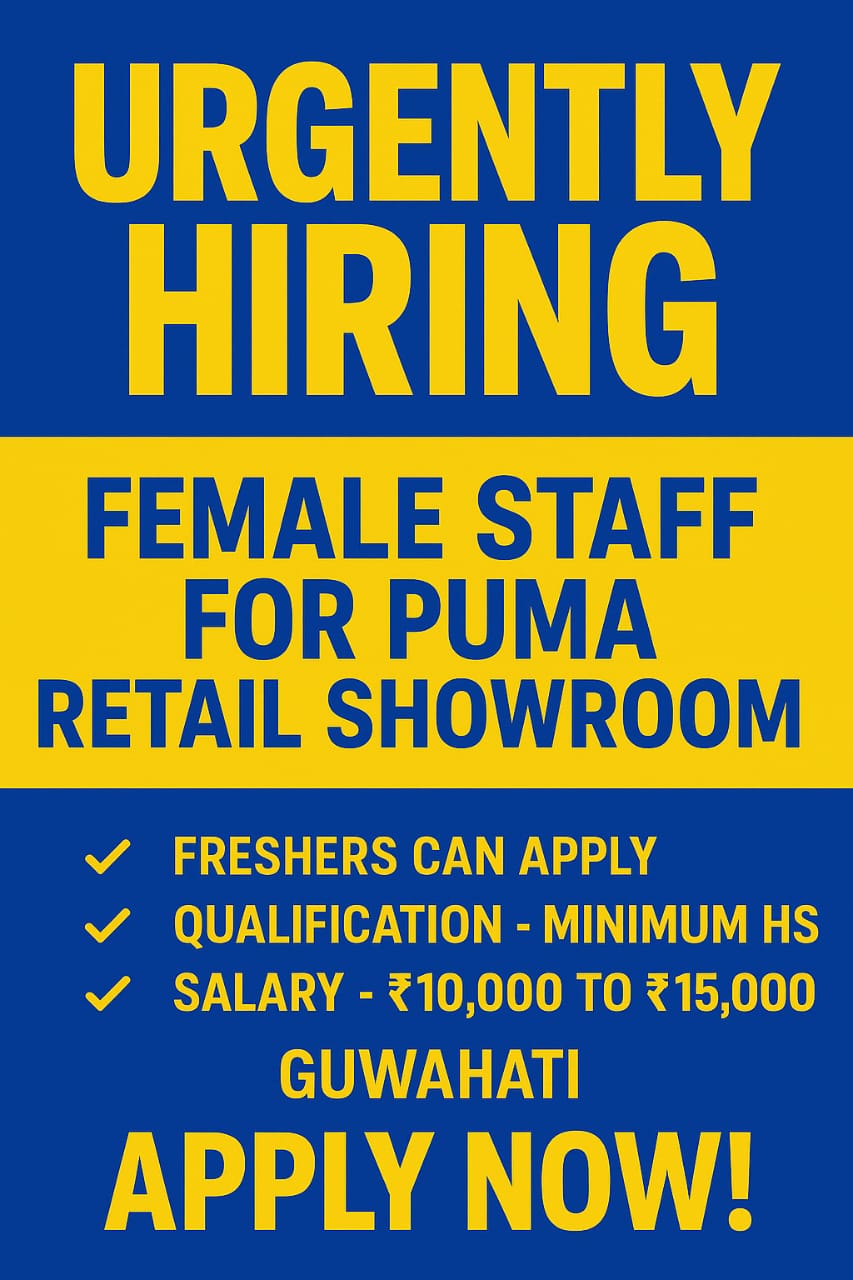 URGENTLY
HIRING
FEMALE STAFF
FOR PUMA
RETAIL SHOWROOM
✓ FRESHERS CAN APPLY
✓ QUALIFICATION - MINIMUM HS
✓ SALARY - ₹10,000 TO ₹15,000
GUWAHATI
APPLY NOW!